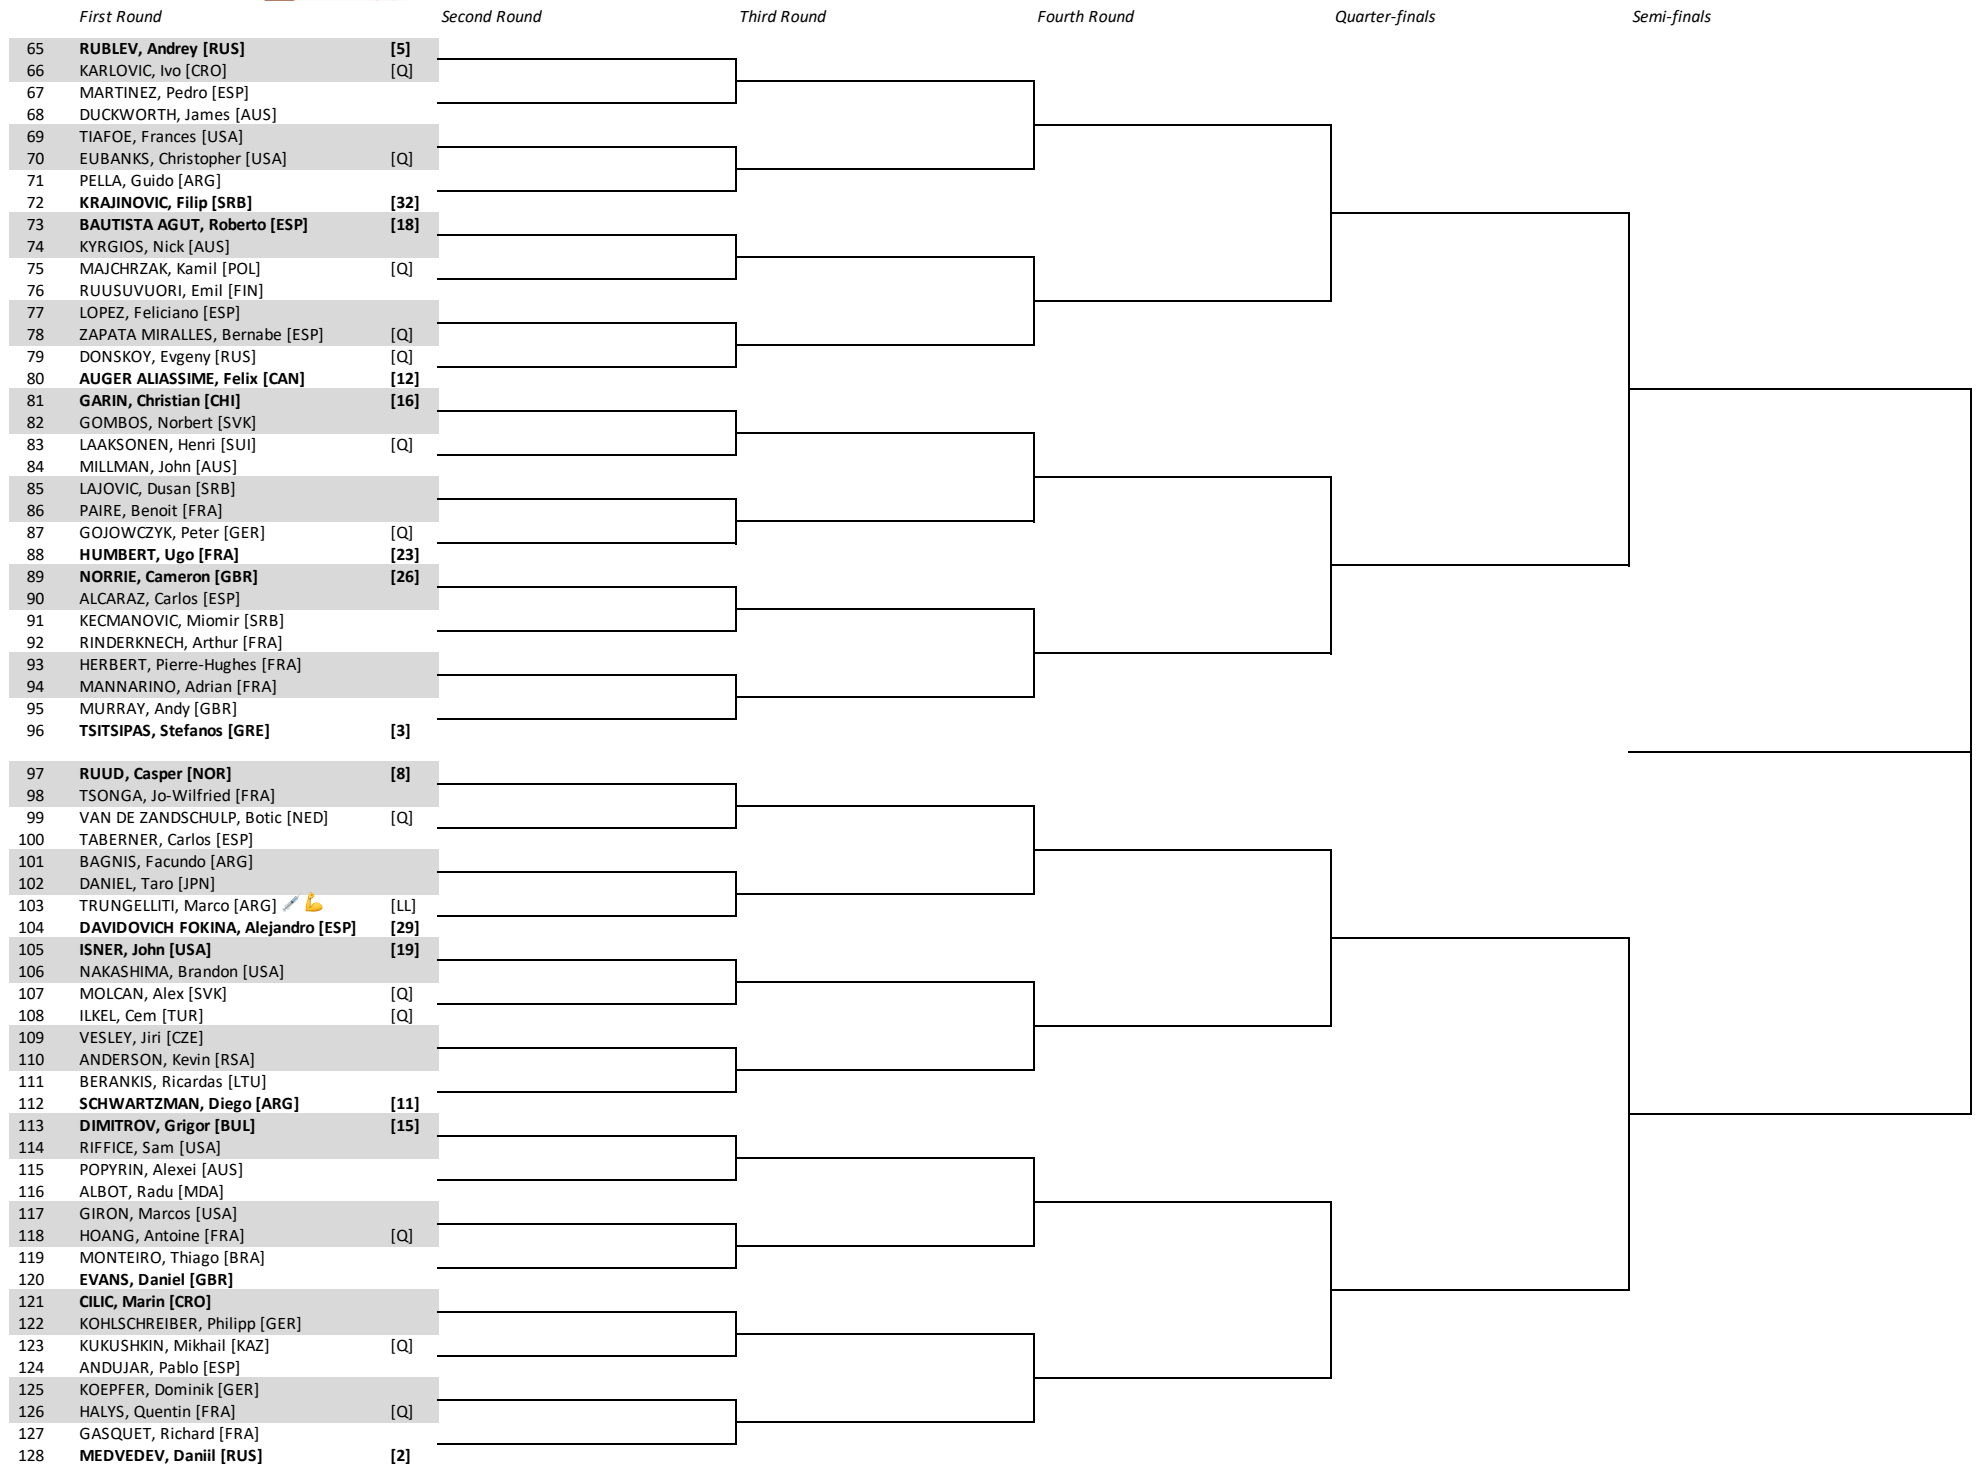 First Round Second Round Third Round Fourth Round Quarter-finals Semi-finals
65 RUBLEV, Andrey [RUS] [5]
66 KARLOVIC, Ivo [CRO] [Q]
67 MARTINEZ, Pedro [ESP]
68 DUCKWORTH, James [AUS]
69 TIAFOE, Frances [USA]
70 EUBANKS, Christopher [USA] [Q]
71 PELLA, Guido [ARG]
72 KRAJINOVIC, Filip [SRB] [32]
73 BAUTISTA AGUT, Roberto [ESP] [18]
74 KYRGIOS, Nick [AUS]
75 MAJCHRZAK, Kamil [POL] [Q]
76 RUUSUVUORI, Emil [FIN]
77 LOPEZ, Feliciano [ESP]
78 ZAPATA MIRALLES, Bernabe [ESP] [Q]
79 DONSKOY, Evgeny [RUS] [Q]
80 AUGER ALIASSIME, Felix [CAN] [12]
81 GARIN, Christian [CHI] [16]
82 GOMBOS, Norbert [SVK]
83 LAAKSONEN, Henri [SUI] [Q]
84 MILLMAN, John [AUS]
85 LAJOVIC, Dusan [SRB]
86 PAIRE, Benoit [FRA]
87 GOJOWCZYK, Peter [GER] [Q]
88 HUMBERT, Ugo [FRA] [23]
89 NORRIE, Cameron [GBR] [26]
90 ALCARAZ, Carlos [ESP]
91 KECMANOVIC, Miomir [SRB]
92 RINDERKNECH, Arthur [FRA]
93 HERBERT, Pierre-Hughes [FRA]
94 MANNARINO, Adrian [FRA]
95 MURRAY, Andy [GBR]
96 TSITSIPAS, Stefanos [GRE] [3]
97 RUUD, Casper [NOR] [8]
98 TSONGA, Jo-Wilfried [FRA]
99 VAN DE ZANDSCHULP, Botic [NED] [Q]
100 TABERNER, Carlos [ESP]
101 BAGNIS, Facundo [ARG]
102 DANIEL, Taro [JPN]
103 TRUNGELLITI, Marco [ARG] 💉💪 [LL]
104 DAVIDOVICH FOKINA, Alejandro [ESP] [29]
105 ISNER, John [USA] [19]
106 NAKASHIMA, Brandon [USA]
107 MOLCAN, Alex [SVK] [Q]
108 ILKEL, Cem [TUR] [Q]
109 VESLEY, Jiri [CZE]
110 ANDERSON, Kevin [RSA]
111 BERANKIS, Ricardas [LTU]
112 SCHWARTZMAN, Diego [ARG] [11]
113 DIMITROV, Grigor [BUL] [15]
114 RIFFICE, Sam [USA]
115 POPYRIN, Alexei [AUS]
116 ALBOT, Radu [MDA]
117 GIRON, Marcos [USA]
118 HOANG, Antoine [FRA] [Q]
119 MONTEIRO, Thiago [BRA]
120 EVANS, Daniel [GBR]
121 CILIC, Marin [CRO]
122 KOHLSCHREIBER, Philipp [GER]
123 KUKUSHKIN, Mikhail [KAZ] [Q]
124 ANDUJAR, Pablo [ESP]
125 KOEPFER, Dominik [GER]
126 HALYS, Quentin [FRA] [Q]
127 GASQUET, Richard [FRA]
128 MEDVEDEV, Daniil [RUS] [2]